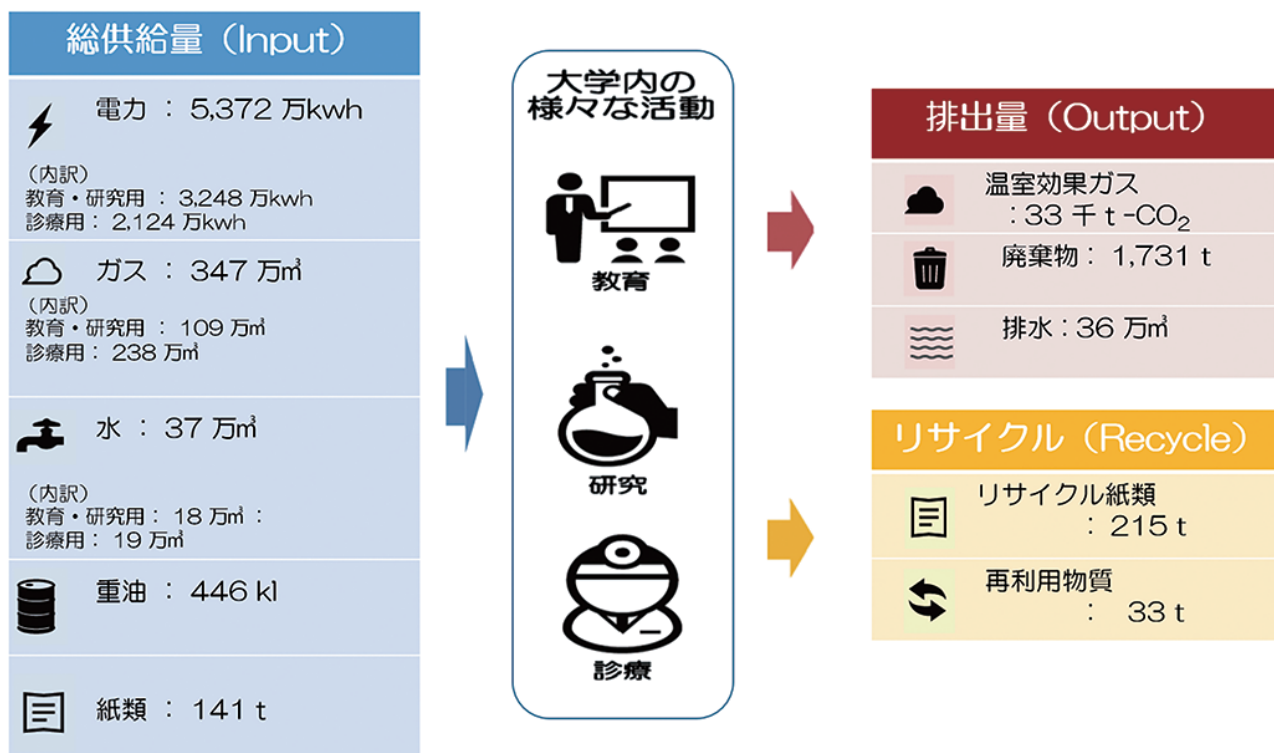 総供給量（Input）
電力 ： 5,372 万kwh
（内訳）
教育・研究用 ： 3,248 万kwh
診療用： 2,124 万kwh
ガス ： 347 万㎥
（内訳）
教育・研究用 ： 109 万㎥
診療用： 238 万㎥
水 ： 37 万㎥
（内訳）
教育・研究用： 18 万㎥ ：
診療用： 19 万㎥
重油 ： 446 kl
紙類 ： 141 t
大学内の
様々な活動
教育
研究
診療
排出量（Output）
温室効果ガス
：33 千 t -CO₂
廃棄物： 1,731 t
排水：36 万㎥
リサイクル（Recycle）
リサイクル紙類
： 215 t
再利用物質
： 33 t